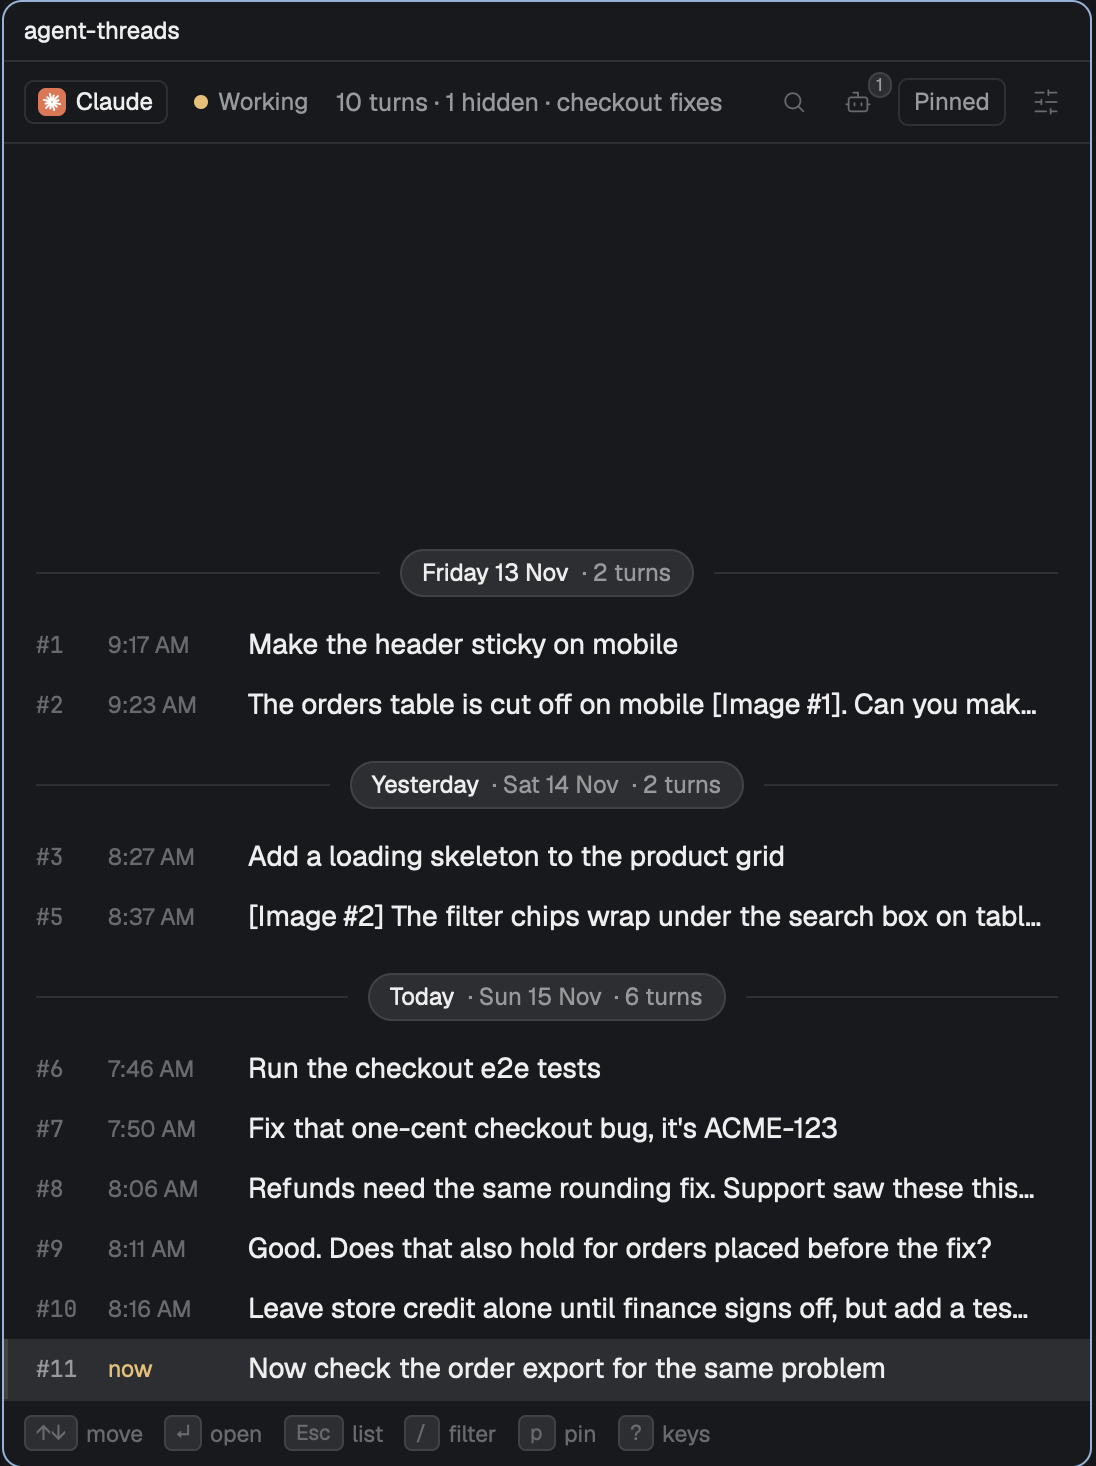 agent-threads
Claude Working 10 turns · 1 hidden · checkout fixes 1 Pinned
Friday 13 Nov · 2 turns
#1 9:17 AM Make the header sticky on mobile
#2 9:23 AM The orders table is cut off on mobile [Image #1]. Can you mak…
Yesterday · Sat 14 Nov · 2 turns
#3 8:27 AM Add a loading skeleton to the product grid
#5 8:37 AM [Image #2] The filter chips wrap under the search box on tabl…
Today · Sun 15 Nov · 6 turns
#6 7:46 AM Run the checkout e2e tests
#7 7:50 AM Fix that one-cent checkout bug, it's ACME-123
#8 8:06 AM Refunds need the same rounding fix. Support saw these this…
#9 8:11 AM Good. Does that also hold for orders placed before the fix?
#10 8:16 AM Leave store credit alone until finance signs off, but add a tes…
#11 now Now check the order export for the same problem
↑↓ move ↵ open Esc list / filter p pin ? keys